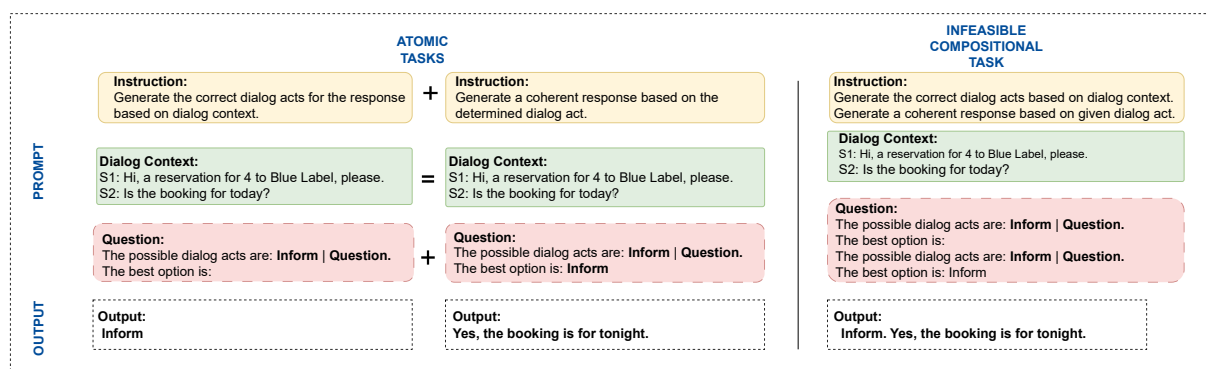 ATOMIC
TASKS
INFEASIBLE
COMPOSITIONAL
TASK
PROMPT
Instruction:
Generate the correct dialog acts for the response
based on dialog context.
+
Instruction:
Generate a coherent response based on the
determined dialog act.
Instruction:
Generate the correct dialog acts based on dialog context.
Generate a coherent response based on given dialog act.
Dialog Context:
S1: Hi, a reservation for 4 to Blue Label, please.
S2: Is the booking for today?
=
Dialog Context:
S1: Hi, a reservation for 4 to Blue Label, please.
S2: Is the booking for today?
Dialog Context:
S1: Hi, a reservation for 4 to Blue Label, please.
S2: Is the booking for today?
Question:
The possible dialog acts are: Inform | Question.
The best option is:
+
Question:
The possible dialog acts are: Inform | Question.
The best option is: Inform
Question:
The possible dialog acts are: Inform | Question.
The best option is:
The possible dialog acts are: Inform | Question.
The best option is: Inform
OUTPUT
Output:
Inform
Output:
Yes, the booking is for tonight.
Output:
Inform. Yes, the booking is for tonight.